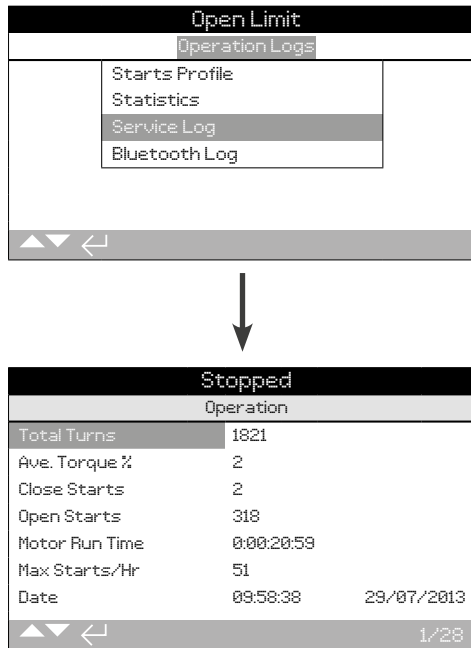 Open Limit
Operation Logs
Starts Profile
Statistics
Service Log
Bluetooth Log
Stopped
Operation
Total Turns 1821
Ave. Torque % 2
Close Starts 2
Open Starts 318
Motor Run Time 0:00:20:59
Max Starts/Hr 51
Date 09:58:38 29/07/2013
1/28